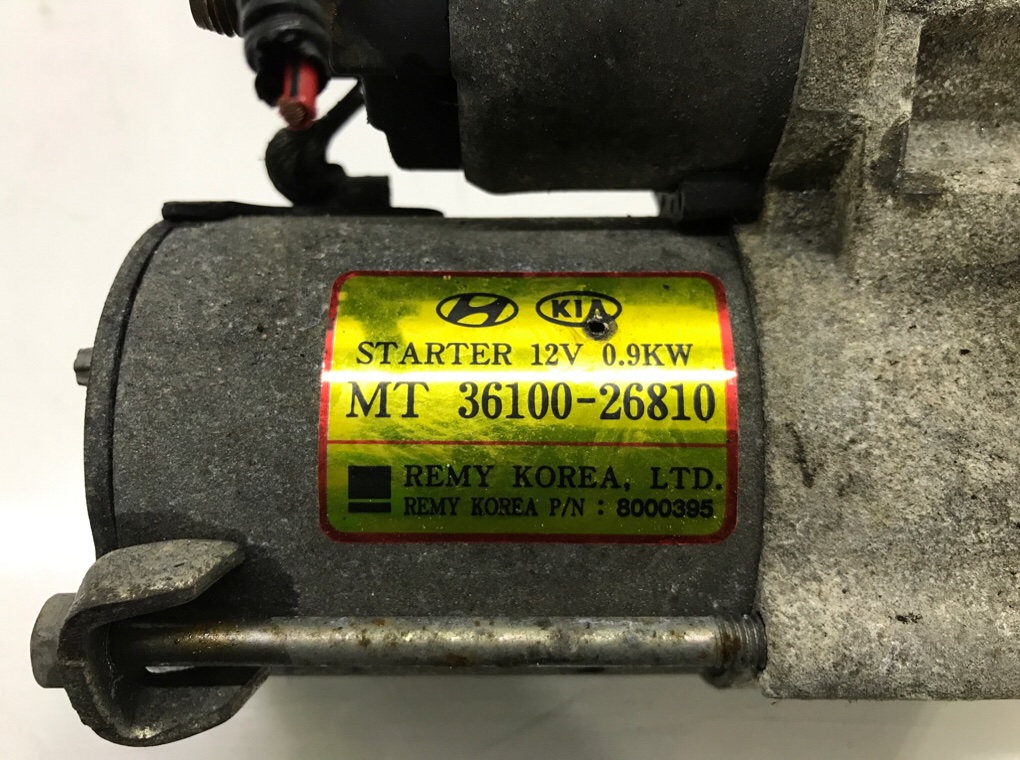 KIA
STARTER 12V 0.9KW
MT 36100-26810
REMY KOREA, LTD.
REMY KOREA P/N : 8000395